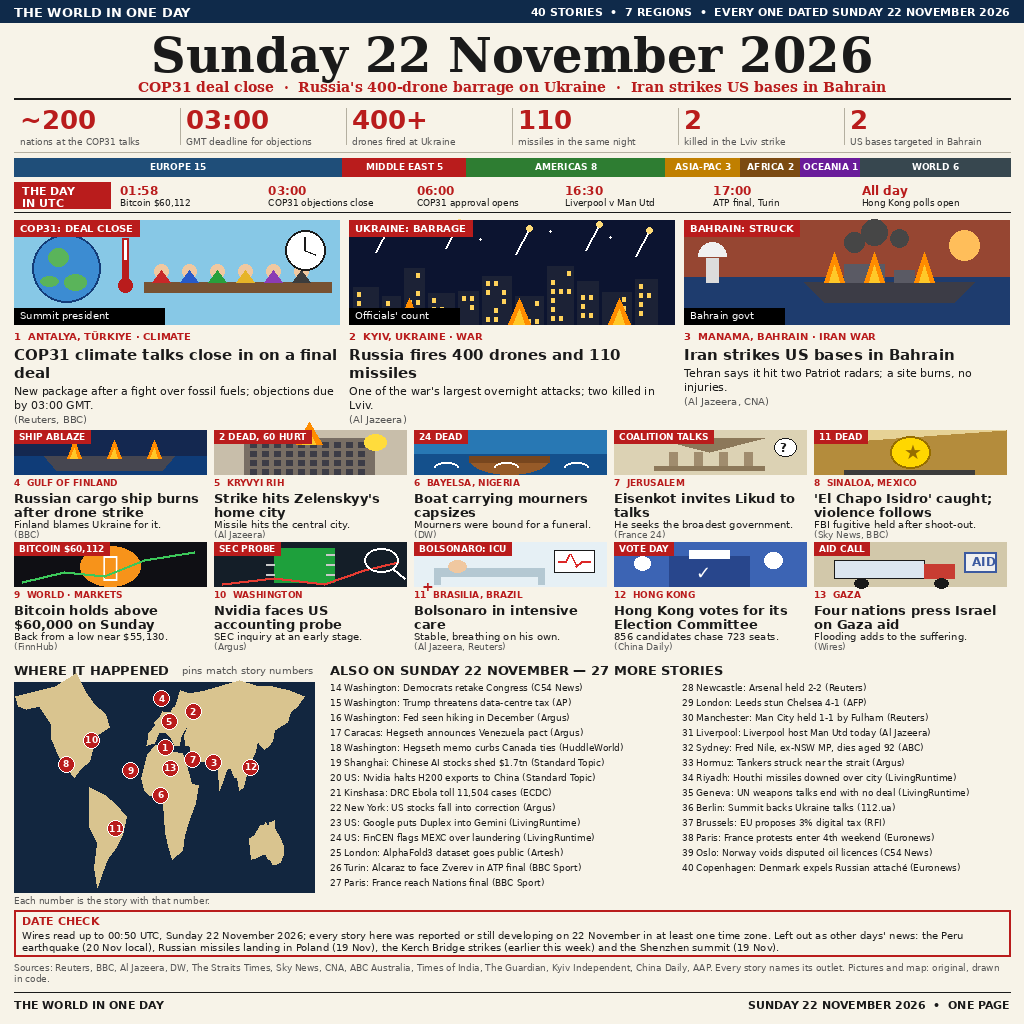 THE WORLD IN ONE DAY
40 STORIES • 7 REGIONS • EVERY ONE DATED SUNDAY 22 NOVEMBER 2026
Sunday 22 November 2026
COP31 deal close · Russia's 400-drone barrage on Ukraine · Iran strikes US bases in Bahrain
~200
nations at the COP31 talks
03:00
GMT deadline for objections
400+
drones fired at Ukraine
110
missiles in the same night
2
killed in the Lviv strike
2
US bases targeted in Bahrain
EUROPE 15
MIDDLE EAST 5
AMERICAS 8
ASIA-PAC 3
AFRICA 2
OCEANIA 1
WORLD 6
THE DAY
IN UTC
01:58
Bitcoin $60,112
03:00
COP31 objections close
06:00
COP31 approval opens
16:30
Liverpool v Man Utd
17:00
ATP final, Turin
All day
Hong Kong polls open
COP31: DEAL CLOSE
Summit president
1 ANTALYA, TÜRKIYE · CLIMATE
COP31 climate talks close in on a final
deal
New package after a fight over fossil fuels; objections due
by 03:00 GMT.
(Reuters, BBC)
UKRAINE: BARRAGE
Officials' count
2 KYIV, UKRAINE · WAR
Russia fires 400 drones and 110
missiles
One of the war's largest overnight attacks; two killed in
Lviv.
(Al Jazeera)
BAHRAIN: STRUCK
Bahrain govt
3 MANAMA, BAHRAIN · IRAN WAR
Iran strikes US bases in Bahrain
Tehran says it hit two Patriot radars; a site burns, no
injuries.
(Al Jazeera, CNA)
SHIP ABLAZE
4 GULF OF FINLAND
Russian cargo ship burns
after drone strike
Finland blames Ukraine for it.
(BBC)
2 DEAD, 60 HURT
5 KRYVYI RIH
Strike hits Zelenskyy's
home city
Missile hits the central city.
(Al Jazeera)
24 DEAD
6 BAYELSA, NIGERIA
Boat carrying mourners
capsizes
Mourners were bound for a funeral.
(DW)
COALITION TALKS
?
7 JERUSALEM
Eisenkot invites Likud to
talks
He seeks the broadest government.
(France 24)
11 DEAD
★
8 SINALOA, MEXICO
'El Chapo Isidro' caught;
violence follows
FBI fugitive held after shoot-out.
(Sky News, BBC)
BITCOIN $60,112
9 WORLD · MARKETS
Bitcoin holds above
$60,000 on Sunday
Back from a low near $55,130.
(FinnHub)
SEC PROBE
10 WASHINGTON
Nvidia faces US
accounting probe
SEC inquiry at an early stage.
(Argus)
BOLSONARO: ICU
11 BRASILIA, BRAZIL
Bolsonaro in intensive
care
Stable, breathing on his own.
(Al Jazeera, Reuters)
VOTE DAY
✓
12 HONG KONG
Hong Kong votes for its
Election Committee
856 candidates chase 723 seats.
(China Daily)
AID CALL
AID
13 GAZA
Four nations press Israel
on Gaza aid
Flooding adds to the suffering.
(Wires)
WHERE IT HAPPENED pins match story numbers
4
2
5
10
1
7
3
8
9
13
12
6
11
Each number is the story with that number.
ALSO ON SUNDAY 22 NOVEMBER — 27 MORE STORIES
14 Washington: Democrats retake Congress (C54 News)
15 Washington: Trump threatens data-centre tax (AP)
16 Washington: Fed seen hiking in December (Argus)
17 Caracas: Hegseth announces Venezuela pact (Argus)
18 Washington: Hegseth memo curbs Canada ties (HuddleWorld)
19 Shanghai: Chinese AI stocks shed $1.7tn (Standard Topic)
20 US: Nvidia halts H200 exports to China (Standard Topic)
21 Kinshasa: DRC Ebola toll 11,504 cases (ECDC)
22 New York: US stocks fall into correction (Argus)
23 US: Google puts Duplex into Gemini (LivingRuntime)
24 US: FinCEN flags MEXC over laundering (LivingRuntime)
25 London: AlphaFold3 dataset goes public (Artesh)
26 Turin: Alcaraz to face Zverev in ATP final (BBC Sport)
27 Paris: France reach Nations final (BBC Sport)
28 Newcastle: Arsenal held 2-2 (Reuters)
29 London: Leeds stun Chelsea 4-1 (AFP)
30 Manchester: Man City held 1-1 by Fulham (Reuters)
31 Liverpool: Liverpool host Man Utd today (Al Jazeera)
32 Sydney: Fred Nile, ex-NSW MP, dies aged 92 (ABC)
33 Hormuz: Tankers struck near the strait (Argus)
34 Riyadh: Houthi missiles downed over city (LivingRuntime)
35 Geneva: UN weapons talks end with no deal (LivingRuntime)
36 Berlin: Summit backs Ukraine talks (112.ua)
37 Brussels: EU proposes 3% digital tax (RFI)
38 Paris: France protests enter 4th weekend (Euronews)
39 Oslo: Norway voids disputed oil licences (C54 News)
40 Copenhagen: Denmark expels Russian attaché (Euronews)
DATE CHECK
Wires read up to 00:50 UTC, Sunday 22 November 2026; every story here was reported or still developing on 22 November in at least one time zone. Left out as other days' news: the Peru
earthquake (20 Nov local), Russian missiles landing in Poland (19 Nov), the Kerch Bridge strikes (earlier this week) and the Shenzhen summit (19 Nov).
Sources: Reuters, BBC, Al Jazeera, DW, The Straits Times, Sky News, CNA, ABC Australia, Times of India, The Guardian, Kyiv Independent, China Daily, AAP. Every story names its outlet. Pictures and map: original, drawn
in code.
THE WORLD IN ONE DAY
SUNDAY 22 NOVEMBER 2026 • ONE PAGE